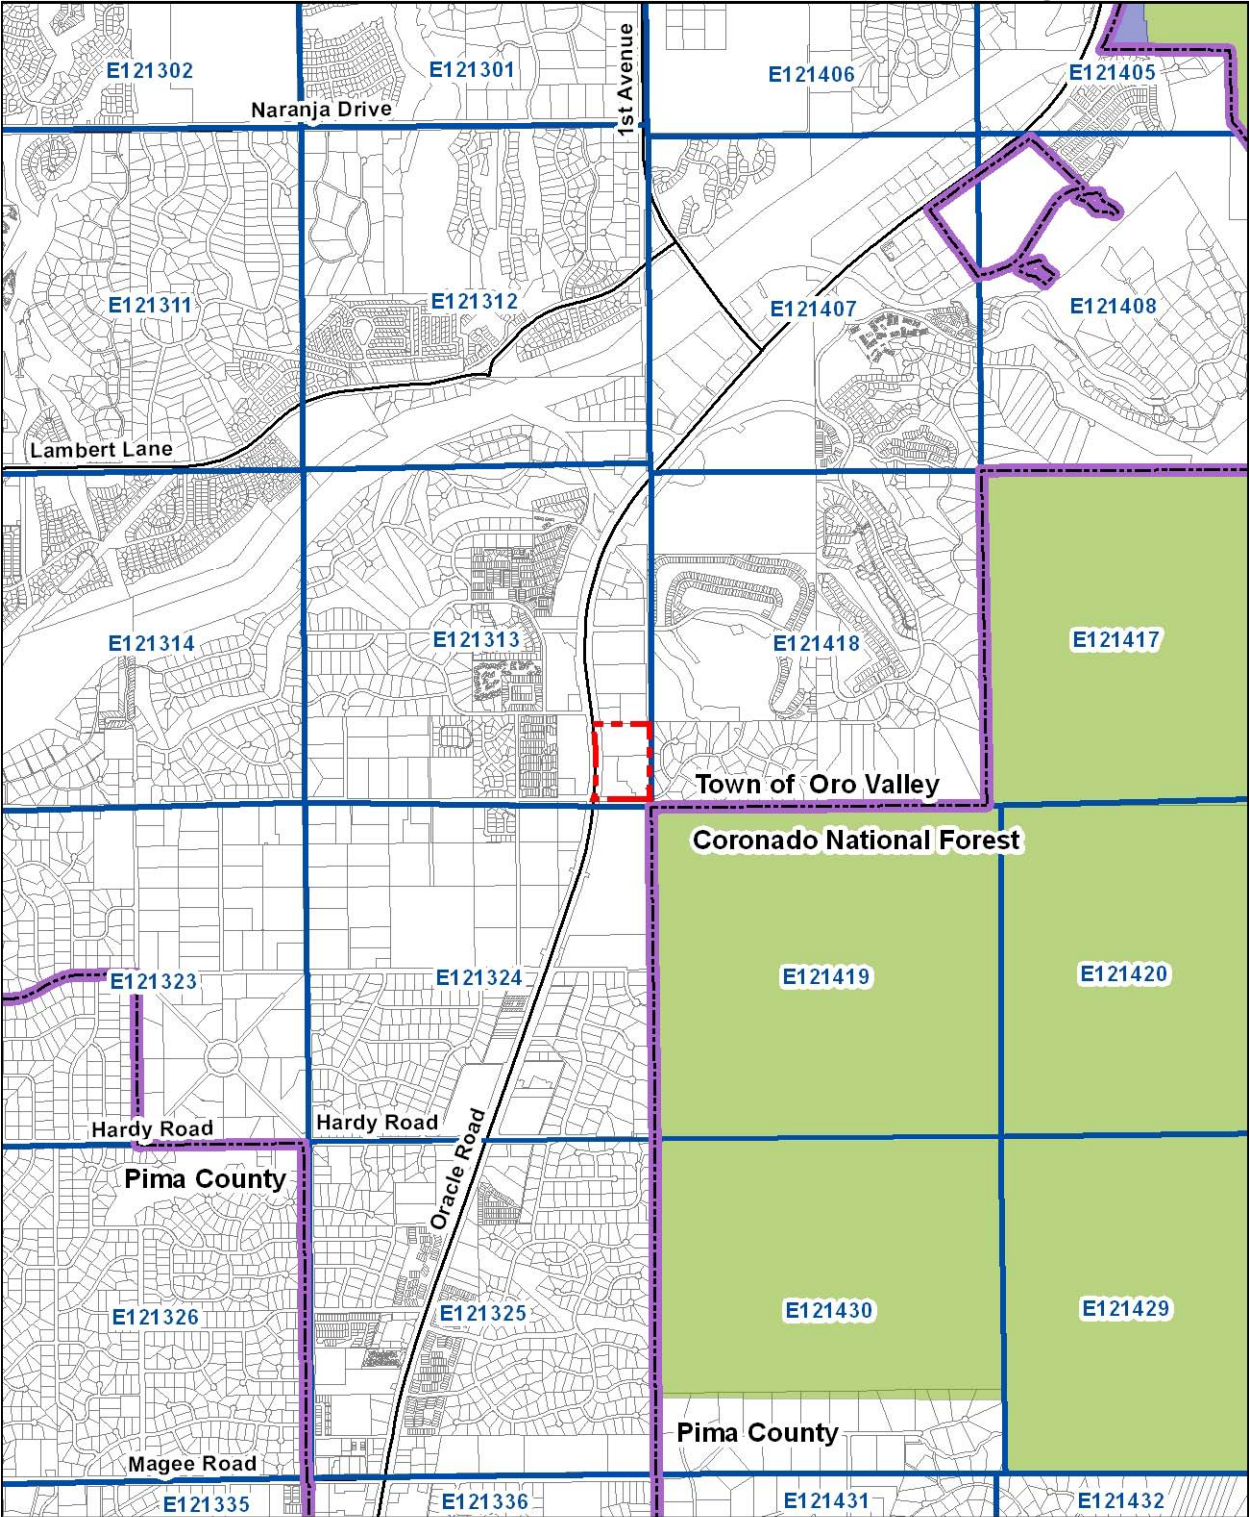 1st Avenue
E121302
E121301
E121406
E121405
Naranja Drive
E121311
E121312
E121407
E121408
Lambert Lane
E121314
E121313
E121418
E121417
Town of Oro Valley
Coronado National Forest
E121323
E121324
E121419
E121420
Hardy Road
Hardy Road
Oracle Road
Pima County
E121326
E121325
E121430
E121429
Pima County
Magee Road
E121335
E121336
E121431
E121432